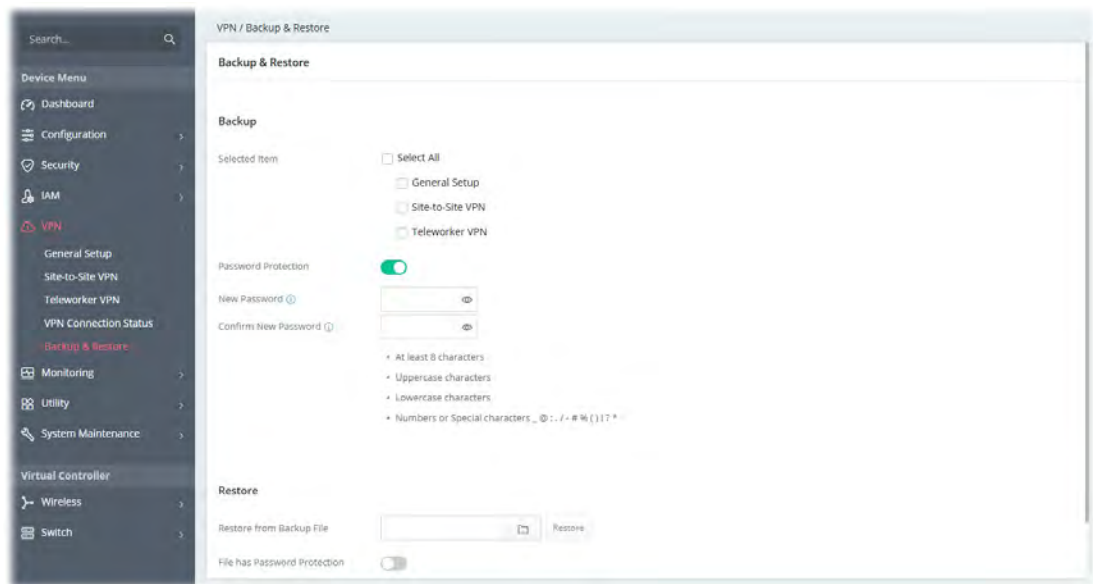 Search...
Device Menu
Dashboard
Configuration
Security
IAM
VPN
General Setup
Site-to-Site VPN
Teleworker VPN
VPN Connection Status
Backup & Restore
Monitoring
Utility
System Maintenance
Virtual Controller
Wireless
Switch
VPN / Backup & Restore
Backup & Restore
Backup
Selected Item
Select All
General Setup
Site-to-Site VPN
Teleworker VPN
Password Protection
New Password
Confirm New Password
• At least 8 characters
• Uppercase characters
• Lowercase characters
• Numbers or Special characters _ @ : . / - # % ( ) ! ? *
Restore
Restore from Backup File
Restore
File has Password Protection